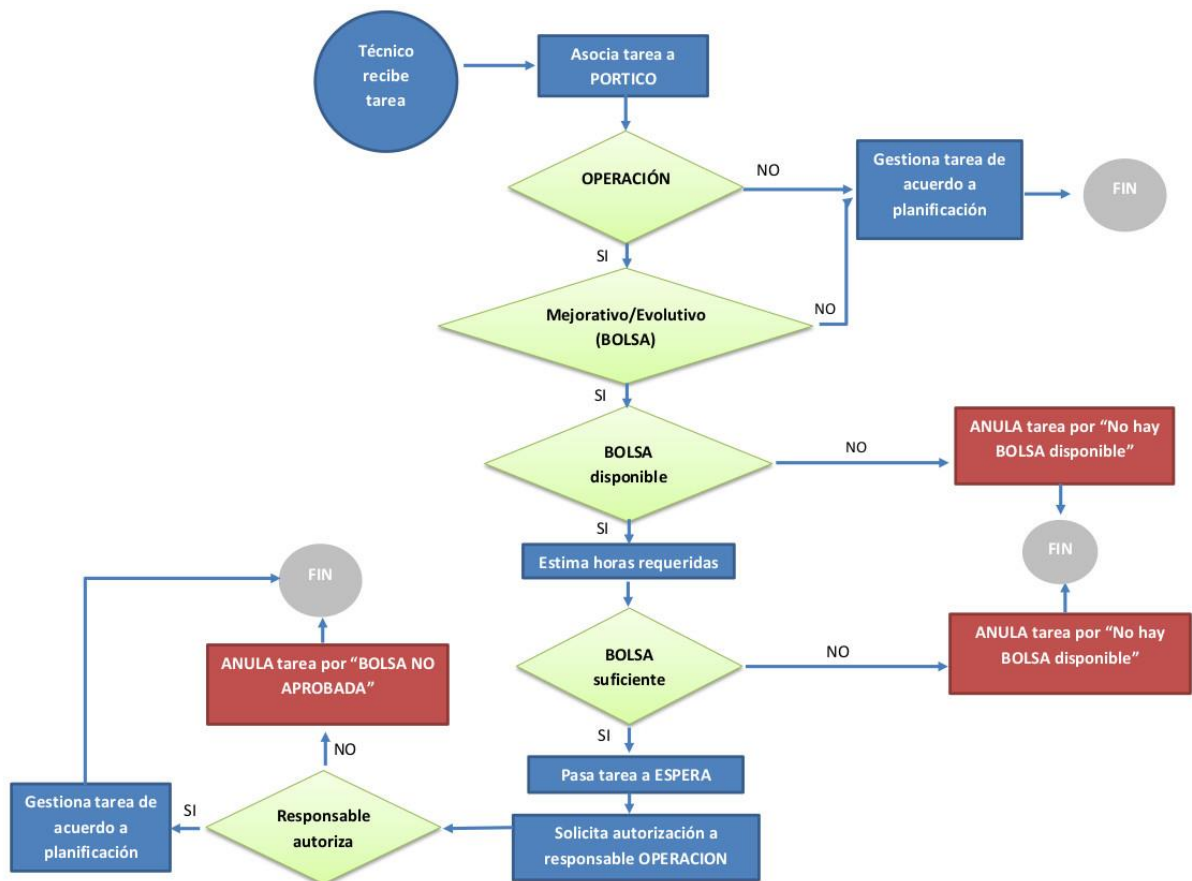 Técnico
recibe
tarea
Asocia tarea a
PORTICO
OPERACIÓN
NO
Gestiona tarea de
acuerdo a
planificación
FIN
SI
Mejorativo/Evolutivo
(BOLSA)
NO
SI
BOLSA
disponible
NO
ANULA tarea por “No hay
BOLSA disponible”
SI
FIN
Estima horas requeridas
FIN
BOLSA
suficiente
NO
ANULA tarea por “No hay
BOLSA disponible”
ANULA tarea por “BOLSA NO
APROBADA”
SI
NO
Pasa tarea a ESPERA
Gestiona tarea de
acuerdo a
planificación
SI
Responsable
autoriza
Solicita autorización a
responsable OPERACION